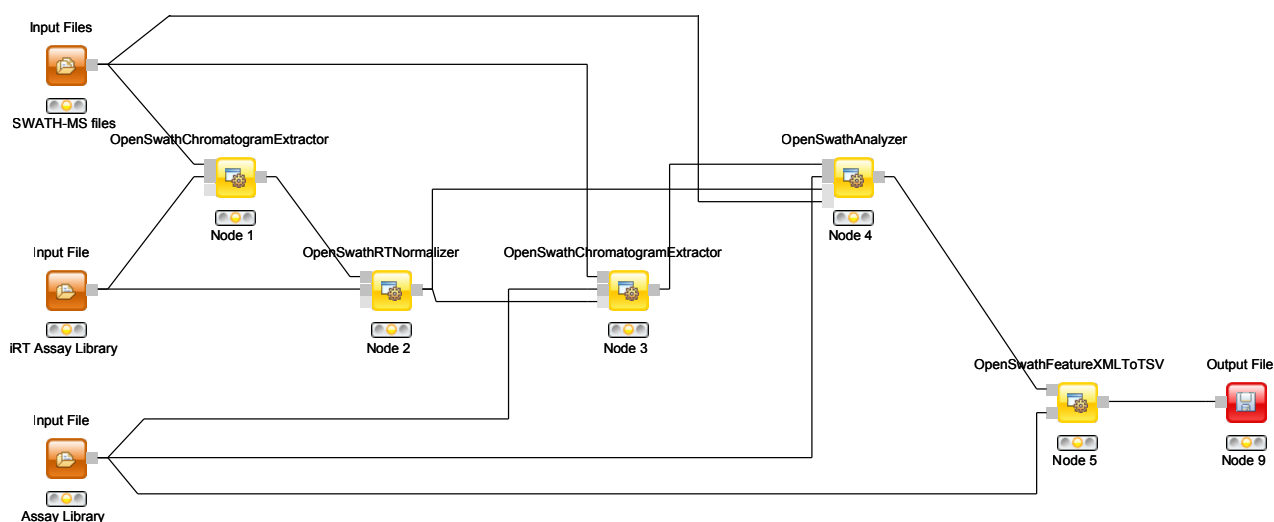 Input Files
SWATH-MS files
OpenSwathChromatogramExtractor
Node 1
OpenSwathAnalyzer
Node 4
Input File
iRT Assay Library
OpenSwathRTNormalizer
Node 2
OpenSwathChromatogramExtractor
Node 3
OpenSwathFeatureXMLToTSV
Node 5
Output File
Node 9
Input File
Assay Library